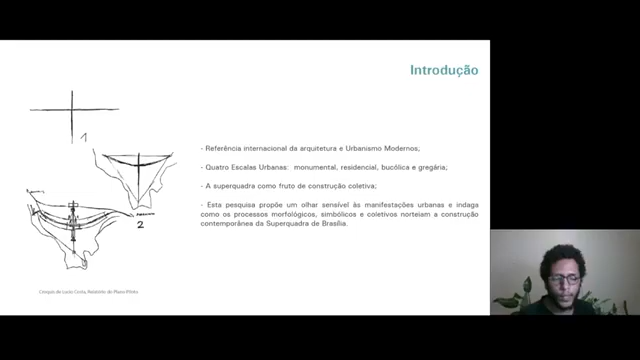 Introdução
1
2
- Referência internacional da arquitetura e Urbanismo Modernos;
- Quatro Escalas Urbanas: monumental, residencial, bucólica e gregária;
- A superquadra como fruto de construção coletiva;
- Esta pesquisa propõe um olhar sensível às manifestações urbanas e indaga
como os processos morfológicos, simbólicos e coletivos norteiam a construção
contemporânea da Superquadra de Brasília.
Croquis de Lucio Costa, Relatório do Plano Piloto